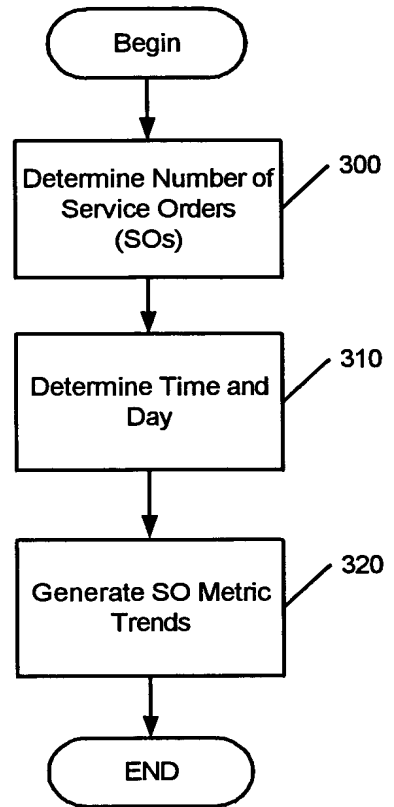 Begin
Determine Number of
Service Orders
(SOs)
300
Determine Time and
Day
310
Generate SO Metric
Trends
320
END